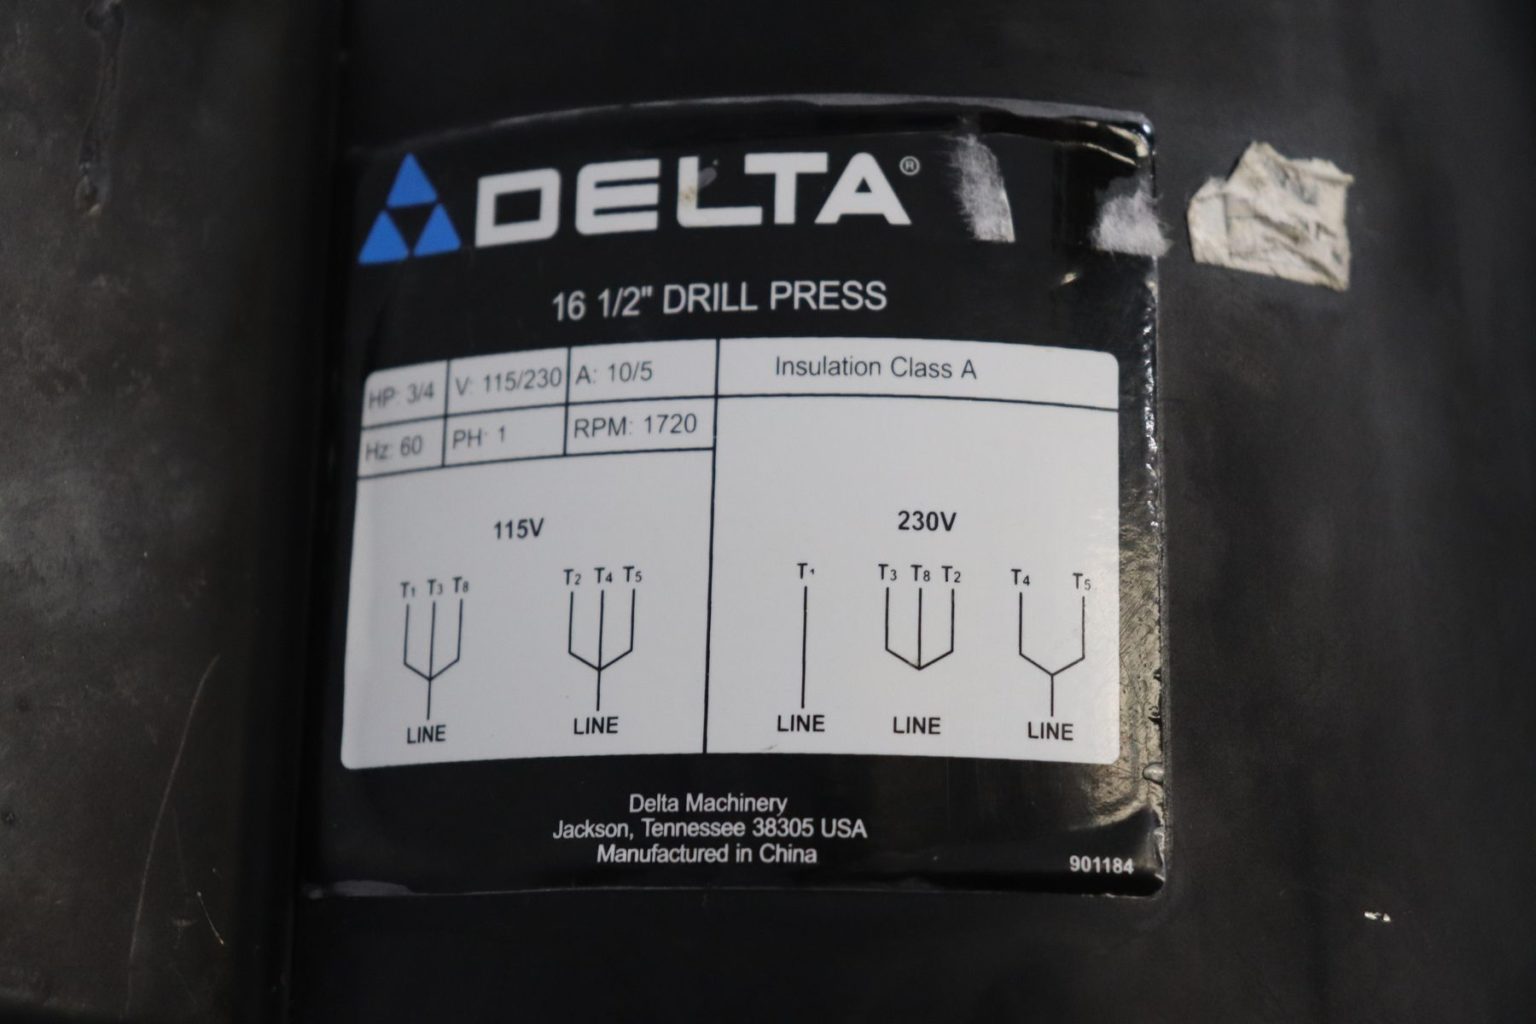 DELTA®
16 1/2" DRILL PRESS
HP: 3/4 V: 115/230 A: 10/5 Insulation Class A
Hz: 60 PH: 1 RPM: 1720
115V
T1 T3 T8 T2 T4 T5
LINE LINE
230V
T1 T3 T8 T2 T4 T5
LINE LINE LINE
Delta Machinery
Jackson, Tennessee 38305 USA
Manufactured in China
901184